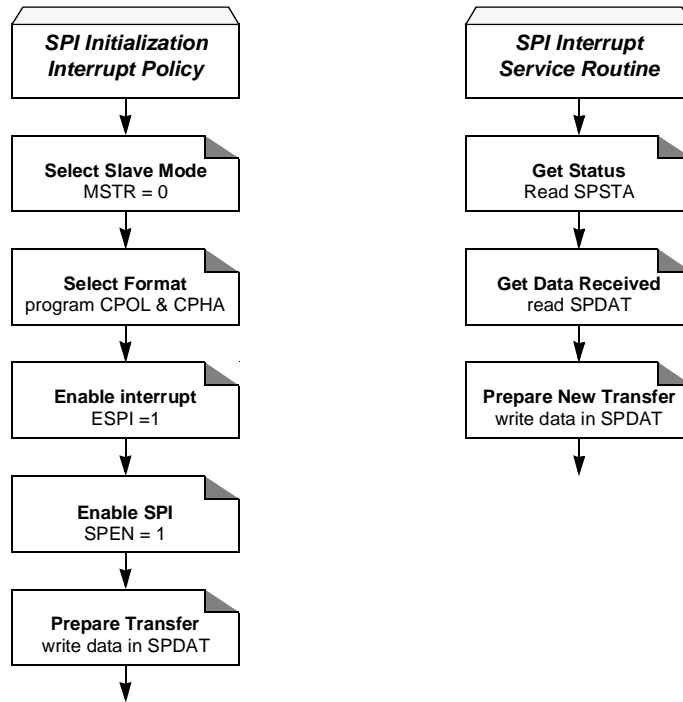 SPI Initialization
Interrupt Policy
Select Slave Mode
MSTR = 0
Select Format
program CPOL & CPHA
Enable interrupt
ESPI =1
Enable SPI
SPEN = 1
Prepare Transfer
write data in SPDAT
SPI Interrupt
Service Routine
Get Status
Read SPSTA
Get Data Received
read SPDAT
Prepare New Transfer
write data in SPDAT